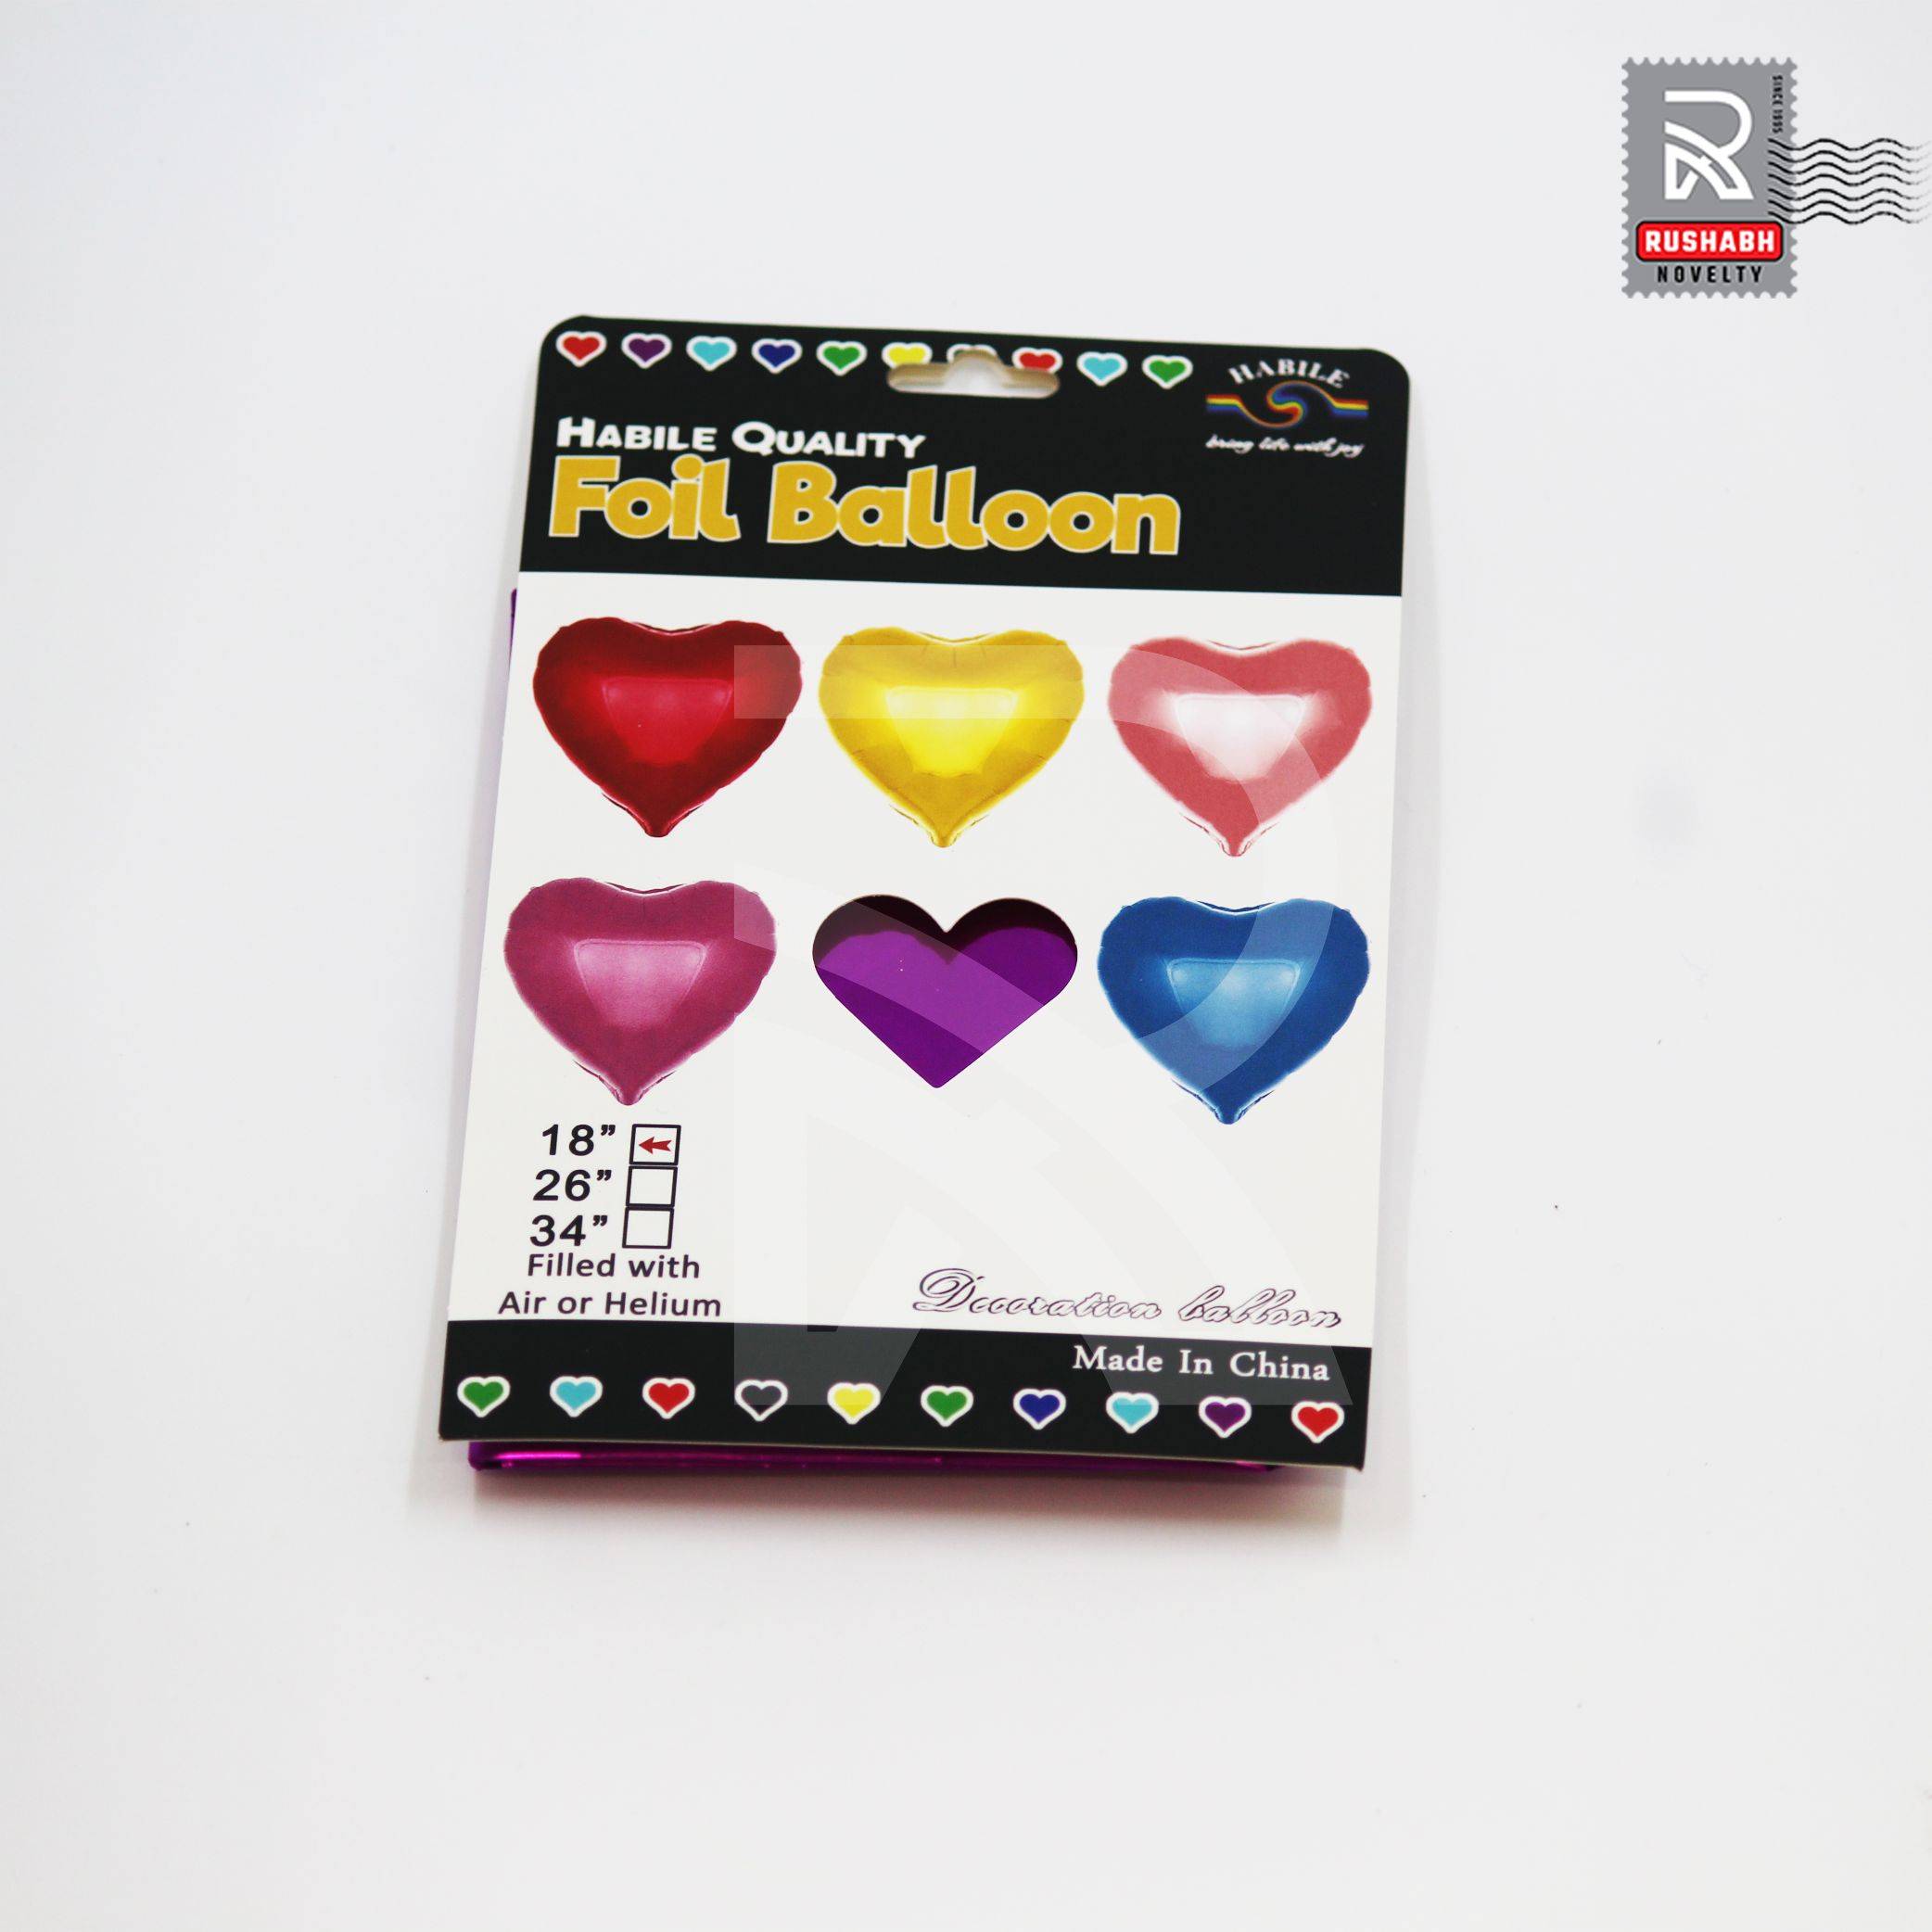 SINCE 1995
RUSHABH
NOVELTY
HABILE
bring life with joy
HABILE QUALITY
Foil Balloon
18”
26”
34”
Filled with
Air or Helium
Decoration balloon
Made In China